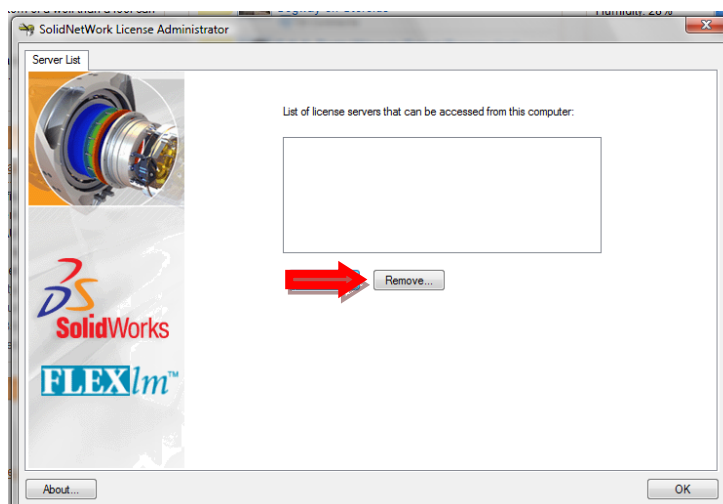 SolidNetWork License Administrator
Server List
List of license servers that can be accessed from this computer:
Remove...
SolidWorks
FLEXlm™
About...
OK